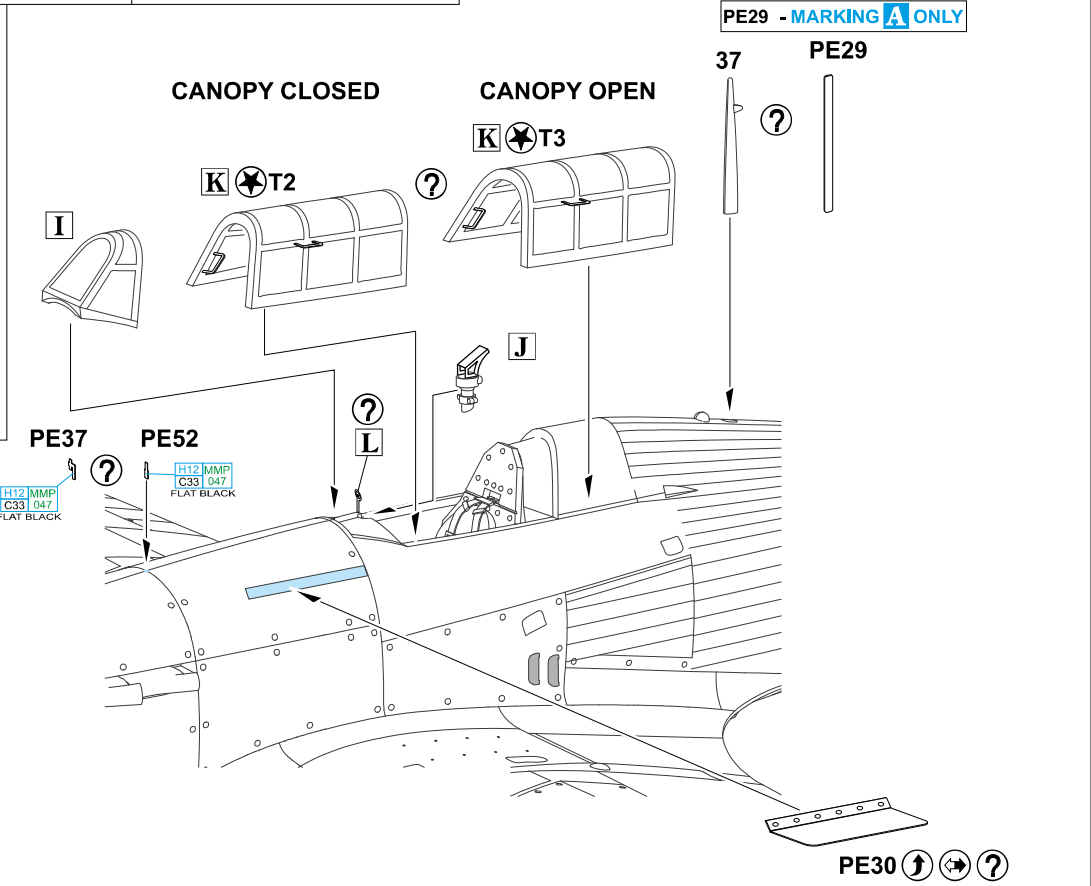 PE29 - MARKING A ONLY
37
PE29
CANOPY CLOSED
CANOPY OPEN
K T3
?
K T2
?
I
J
?
L
PE37
?
PE52
H12 MMP
C33 047
FLAT BLACK
H12 MMP
C33 047
FLAT BLACK
PE30 ?